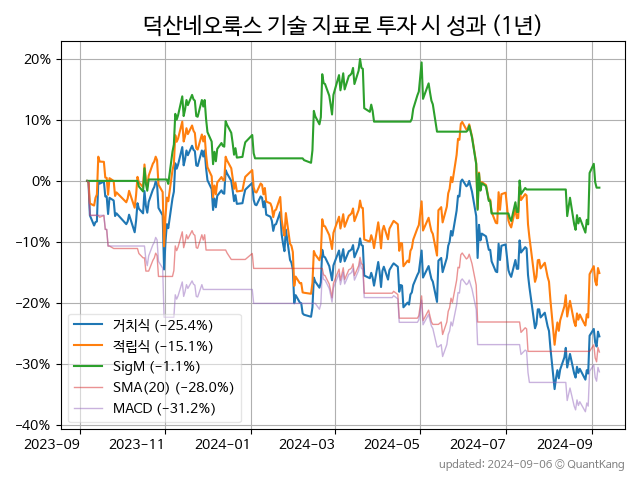 덕산네오룩스 기술 지표로 투자 시 성과 (1년)
20%
10%
0%
−10%
−20%
−30%
−40%
거치식 (−25.4%)
적립식 (−15.1%)
SigM (−1.1%)
SMA(20) (−28.0%)
MACD (−31.2%)
2023-09
2023-11
2024-01
2024-03
2024-05
2024-07
2024-09
updated: 2024-09-06 ⓒ QuantKang